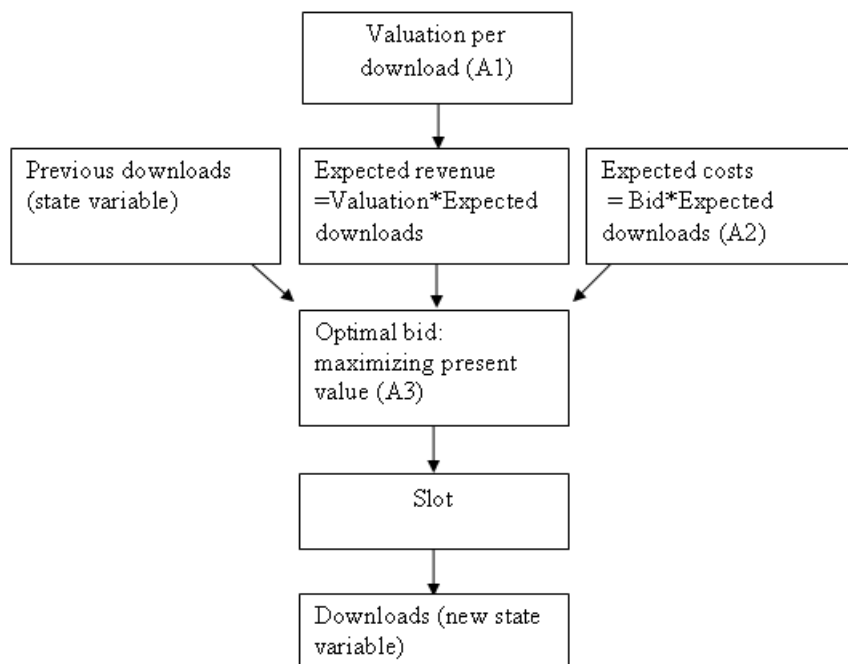 Valuation per
download (A1)
Previous downloads
(state variable)
Expected revenue
=Valuation*Expected
downloads
Expected costs
= Bid*Expected
downloads (A2)
Optimal bid:
maximizing present
value (A3)
Slot
Downloads (new state
variable)